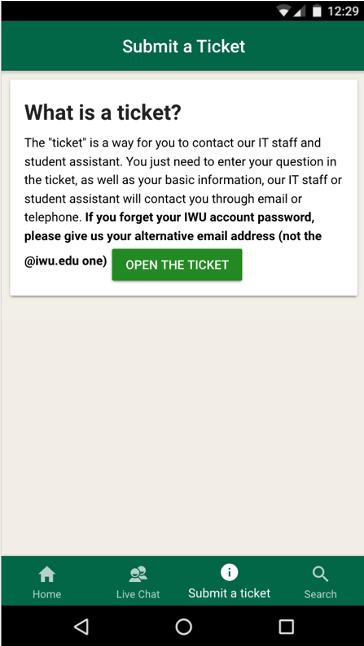 12:29
Submit a Ticket
What is a ticket?
The "ticket" is a way for you to contact our IT staff and
student assistant. You just need to enter your question in
the ticket, as well as your basic information, our IT staff or
student assistant will contact you through email or
telephone. If you forget your IWU account password,
please give us your alternative email address (not the
@iwu.edu one) OPEN THE TICKET
Home Live Chat Submit a ticket Search